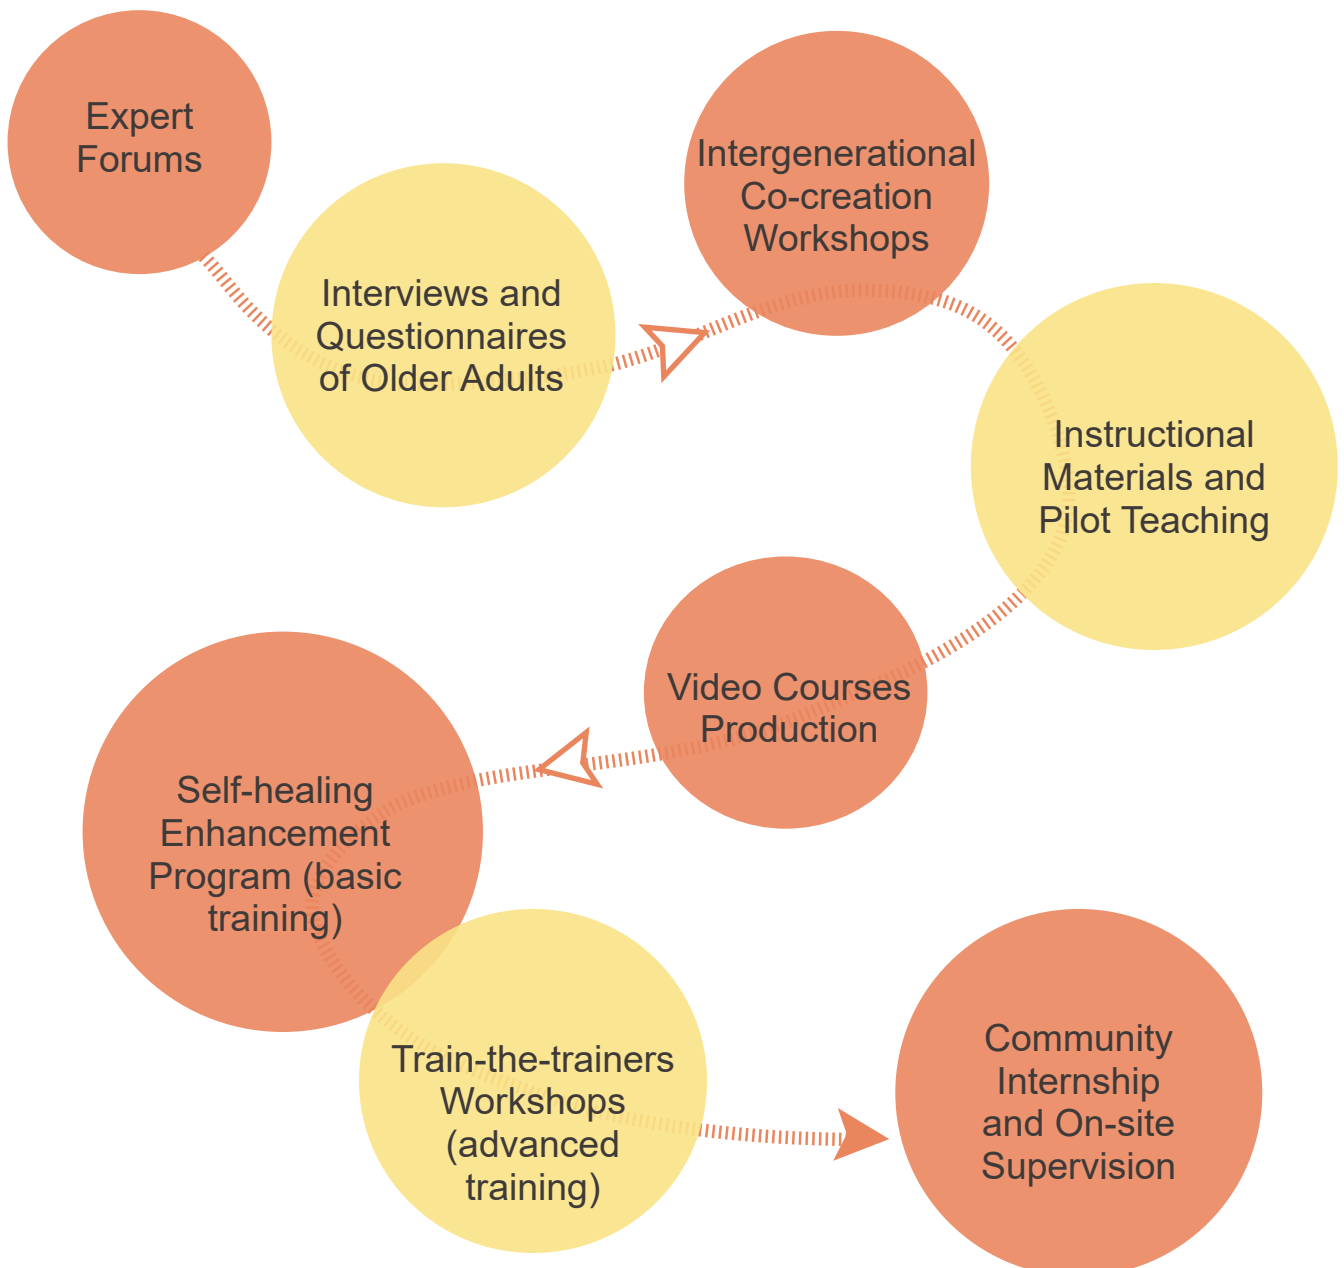 Expert
Forums
Interviews and
Questionnaires
of Older Adults
Intergenerational
Co-creation
Workshops
Instructional
Materials and
Pilot Teaching
Video Courses
Production
Self-healing
Enhancement
Program (basic
training)
Train-the-trainers
Workshops
(advanced
training)
Community
Internship
and On-site
Supervision